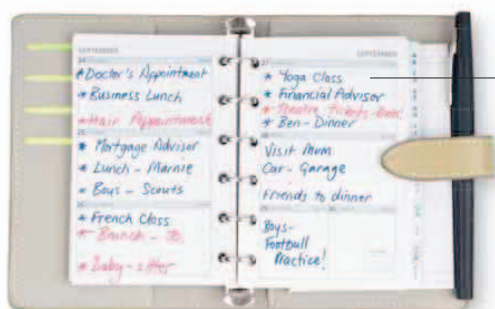 SEPTEMBER
* Doctor's Appointment
* Business Lunch
* Hair Appointment
* Mortgage Advisor
* Lunch - Marnie
* Boys - Scouts
* French Class
* Brunch - Jo
* Baby-sitter
SEPTEMBER
* Yoga Class
* Financial Advisor
* Theatre Tickets
* Ben - Dinner
Visit Mum
Car - Garage
Friends to dinner
Boys -
Football
Practice!